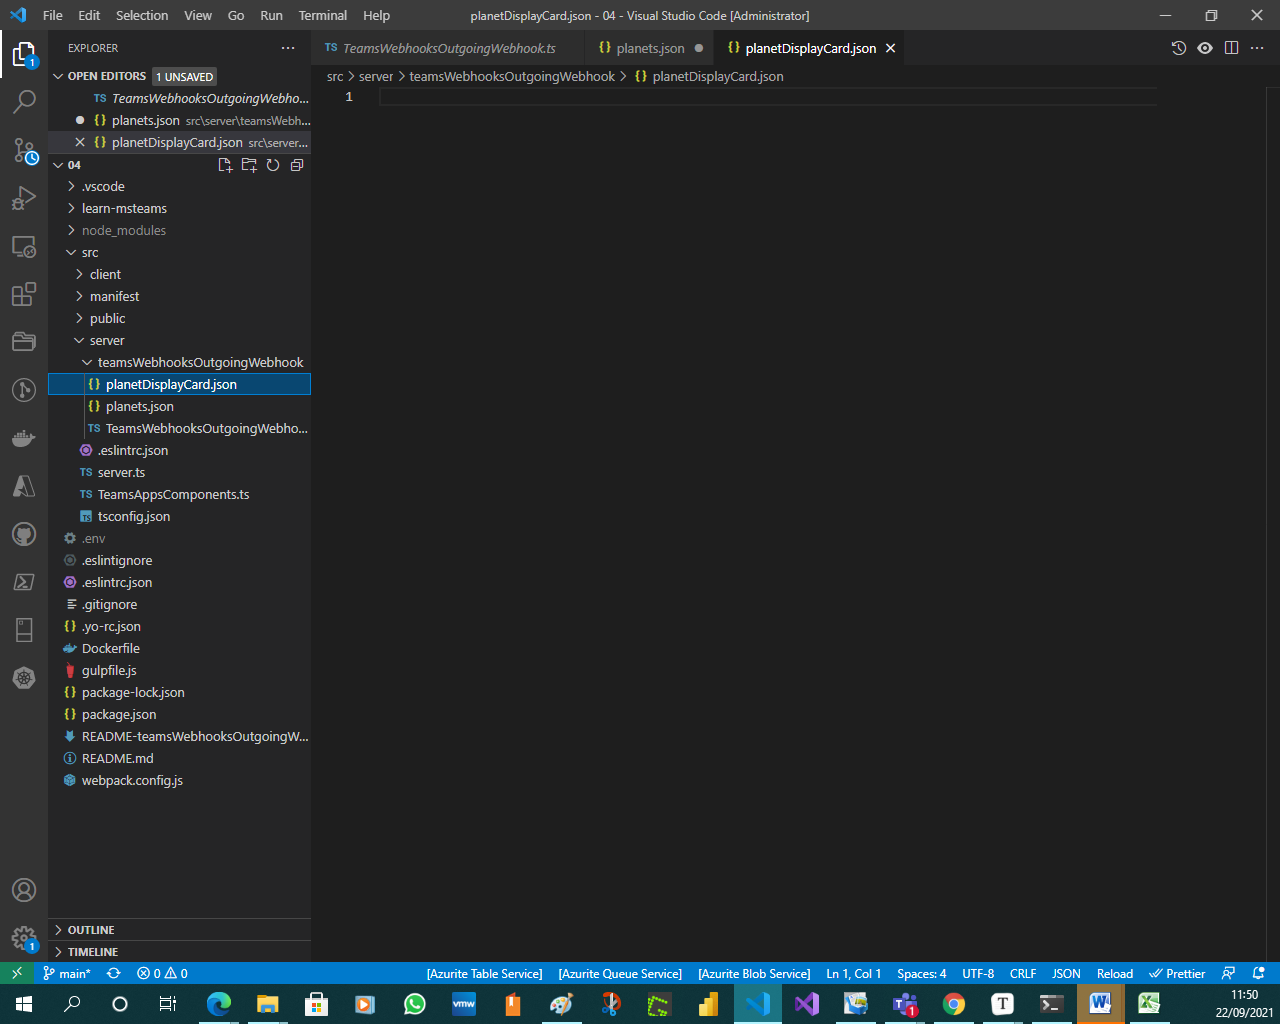 File Edit Selection View Go Run Terminal Help planetDisplayCard.json - 04 - Visual Studio Code [Administrator]
EXPLORER
TeamsWebhooksOutgoingWebhook.ts planets.json planetDisplayCard.json
OPEN EDITORS 1 UNSAVED
src > server > teamsWebhooksOutgoingWebhook > {} planetDisplayCard.json
1
TS TeamsWebhooksOutgoingWebho...
{} planets.json src\server\teamsWebh...
{} planetDisplayCard.json src\server...
04
.vscode
learn-msteams
node_modules
src
client
manifest
public
server
teamsWebhooksOutgoingWebhook
{} planetDisplayCard.json
{} planets.json
TS TeamsWebhooksOutgoingWebho...
.eslintrc.json
TS server.ts
TS TeamsAppsComponents.ts
TS tsconfig.json
.env
.eslintignore
.eslintrc.json
.gitignore
{} .yo-rc.json
Dockerfile
gulpfile.js
{} package-lock.json
{} package.json
README-teamsWebhooksOutgoingW...
README.md
webpack.config.js
1
OUTLINE
1
TIMELINE
main* 0 0 [Azurite Table Service] [Azurite Queue Service] [Azurite Blob Service] Ln 1, Col 1 Spaces: 4 UTF-8 CRLF JSON Reload Prettier
vmw T 1
11:50
22/09/2021